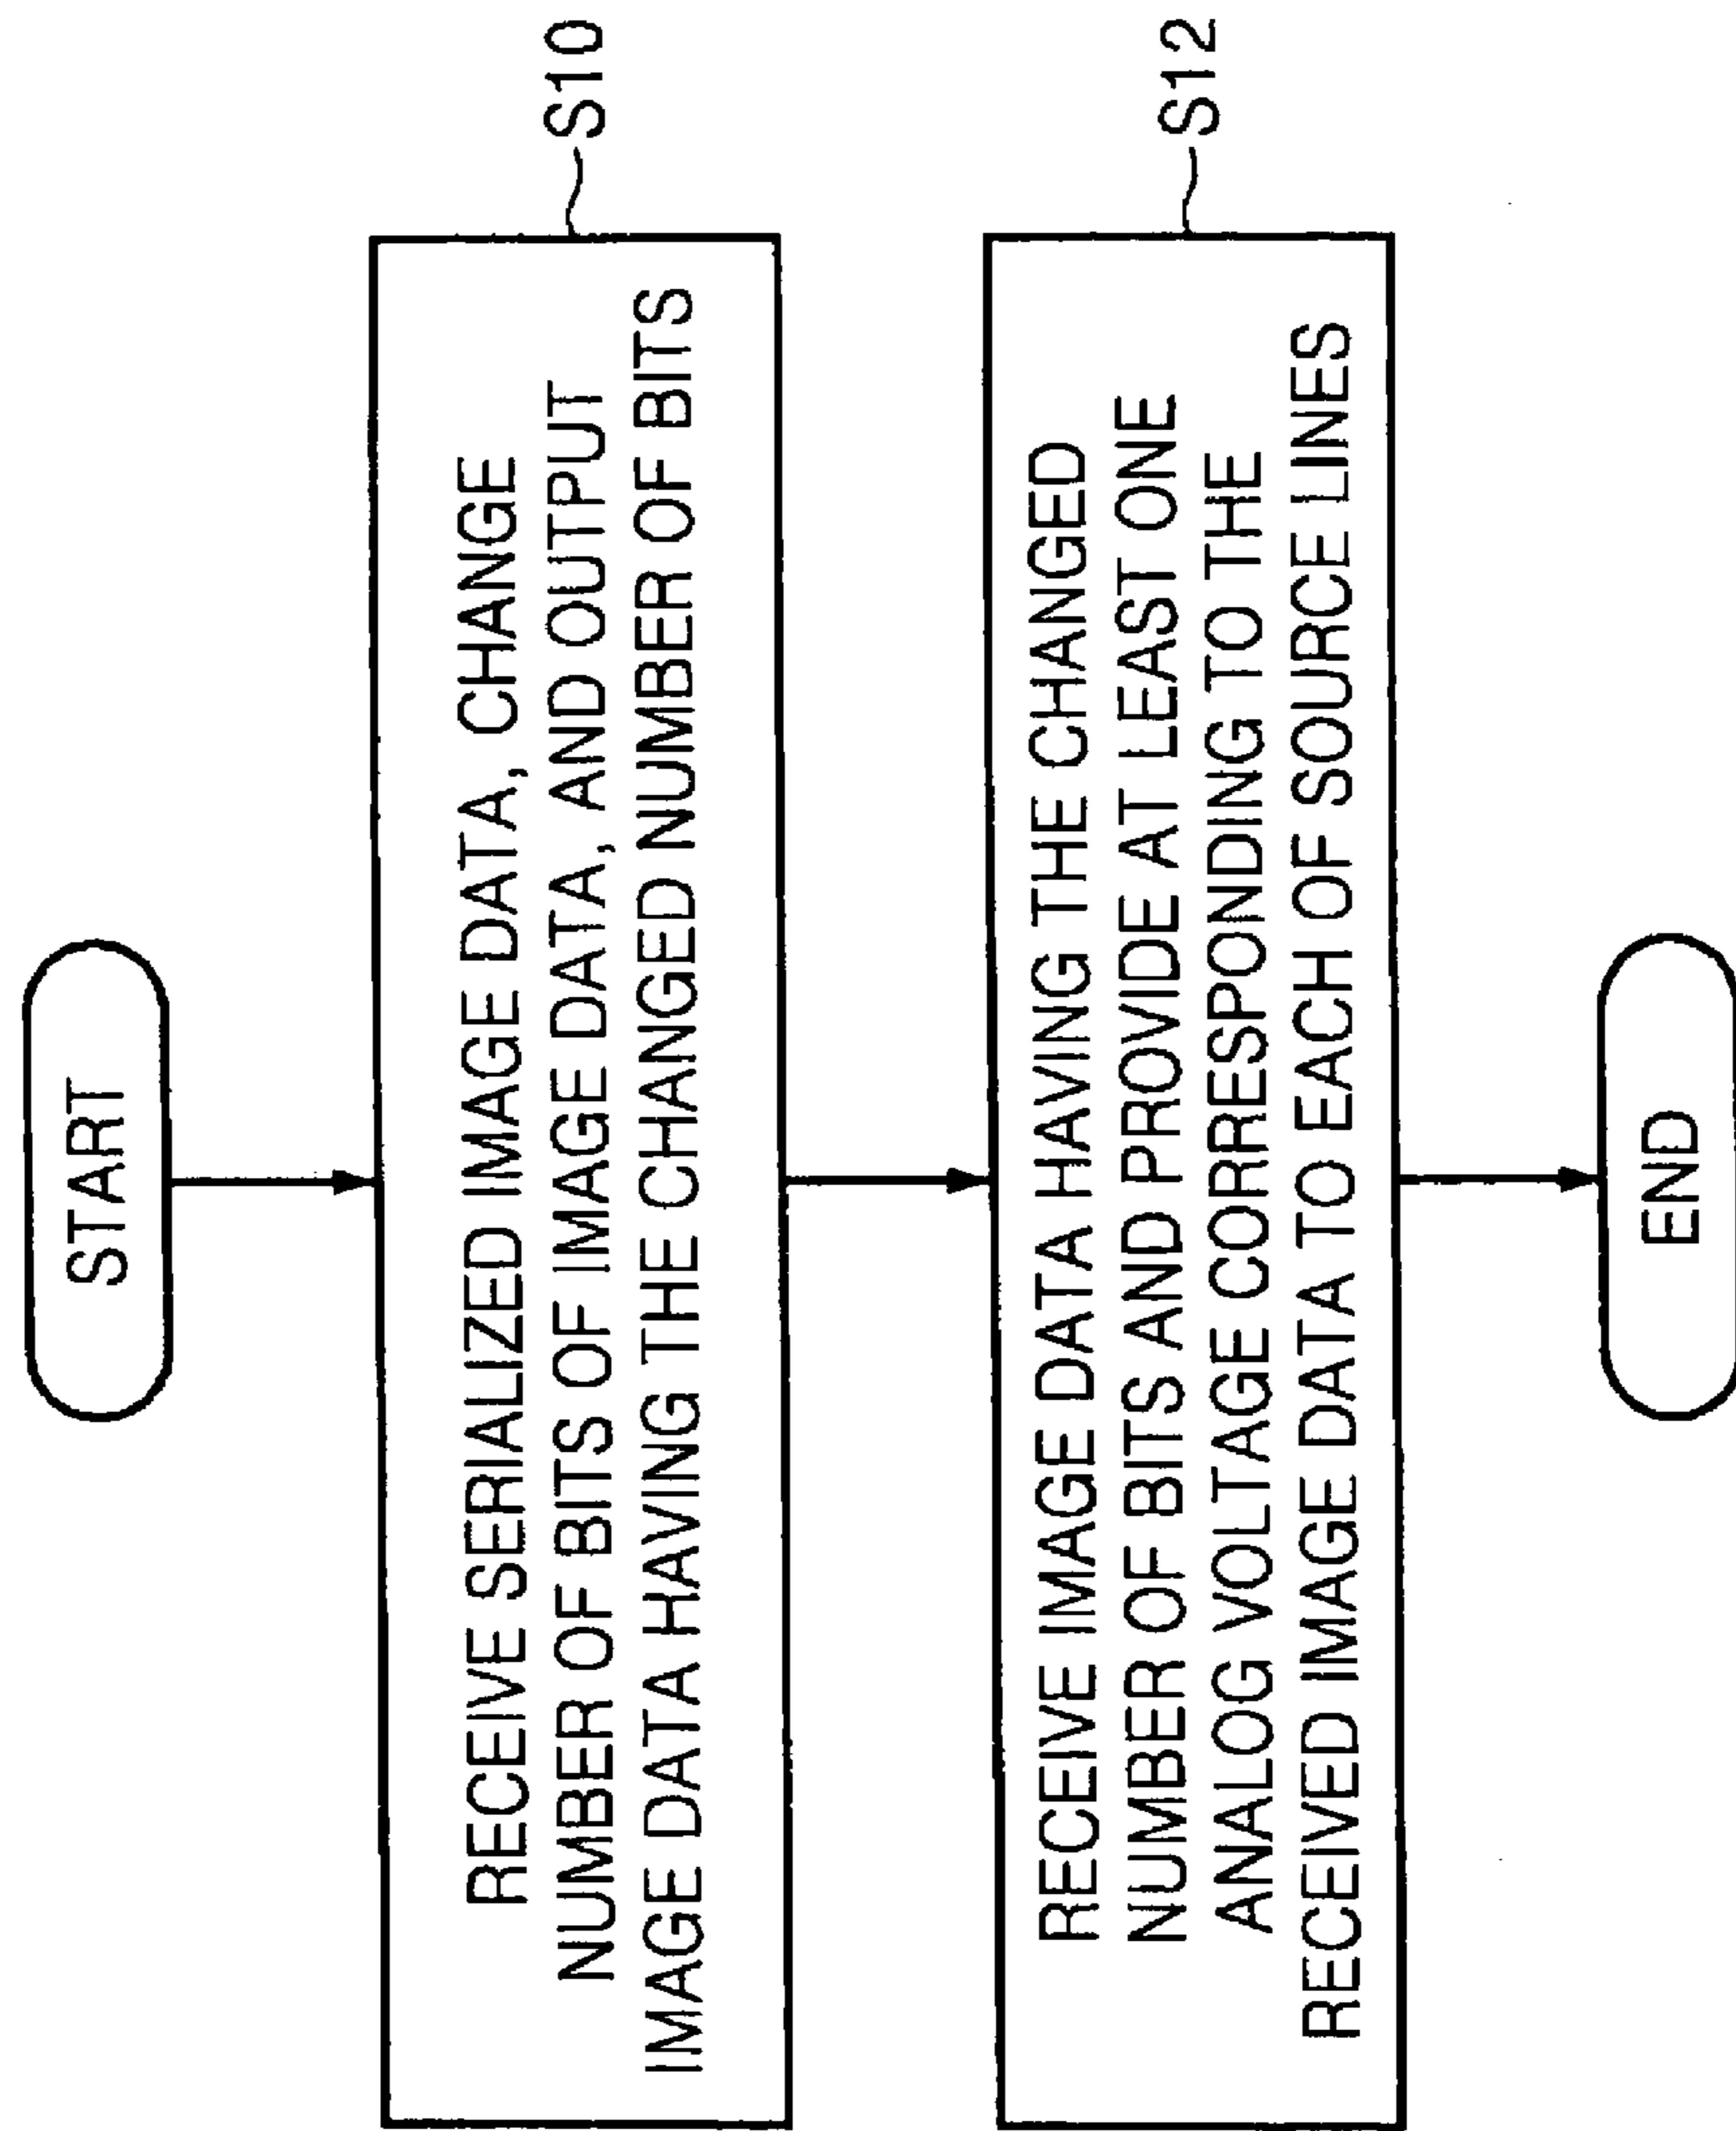 START
RECEIVE SERIALIZED IMAGE DATA, CHANGE
NUMBER OF BITS OF IMAGE DATA, AND OUTPUT
IMAGE DATA HAVING THE CHANGED NUMBER OF BITS
S10
RECEIVE IMAGE DATA HAVING THE CHANGED
NUMBER OF BITS AND PROVIDE AT LEAST ONE
ANALOG VOLTAGE CORRESPONDING TO THE
RECEIVED IMAGE DATA TO EACH OF SOURCE LINES
S12
END